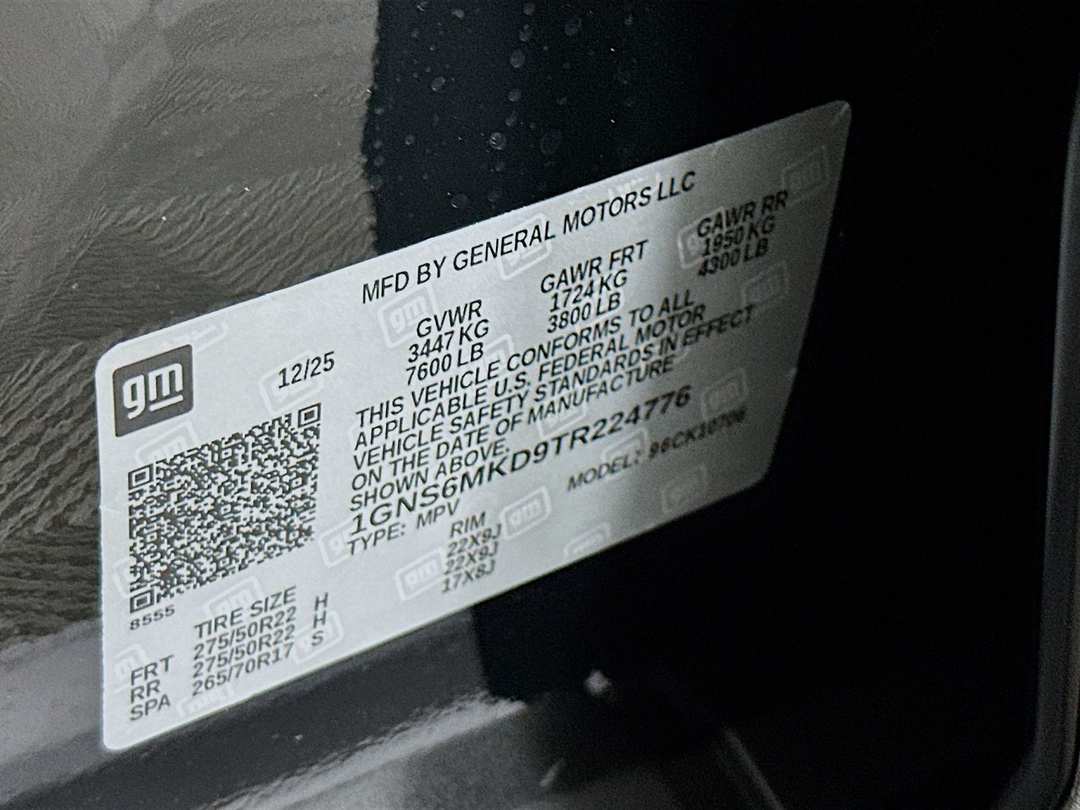 MFD BY GENERAL MOTORS LLC
gm
12/25
GVWR GAWR FRT GAWR RR
3447 KG 1724 KG 1950 KG
7600 LB 3800 LB 4300 LB
THIS VEHICLE CONFORMS TO ALL
APPLICABLE U.S. FEDERAL MOTOR
VEHICLE SAFETY STANDARDS IN EFFECT
ON THE DATE OF MANUFACTURE
SHOWN ABOVE.
1GNS6MKD9TR224776
TYPE: MPV MODEL: 96CK10706
8555
TIRE SIZE RIM
FRT 275/50R22 H 22X9J
RR 275/50R22 H 22X9J
SPA 265/70R17 S 17X8J